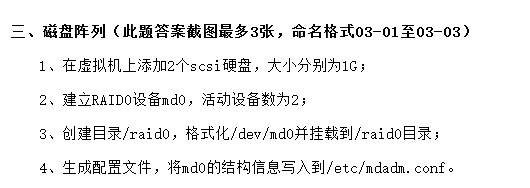 三、磁盘阵列（此题答案截图最多3张，命名格式03-01至03-03）
1、在虚拟机上添加2个scsi硬盘，大小分别为1G；
2、建立RAID0设备md0，活动设备数为2；
3、创建目录/raid0，格式化/dev/md0并挂载到/raid0目录；
4、生成配置文件，将md0的结构信息写入到/etc/mdadm.conf。